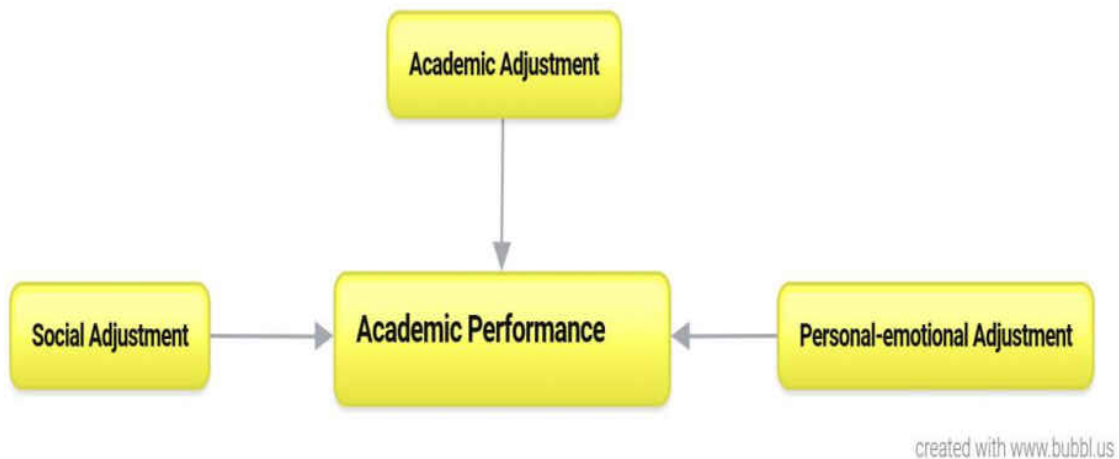 Academic Adjustment
Social Adjustment
Academic Performance
Personal-emotional Adjustment
created with www.bubbl.us